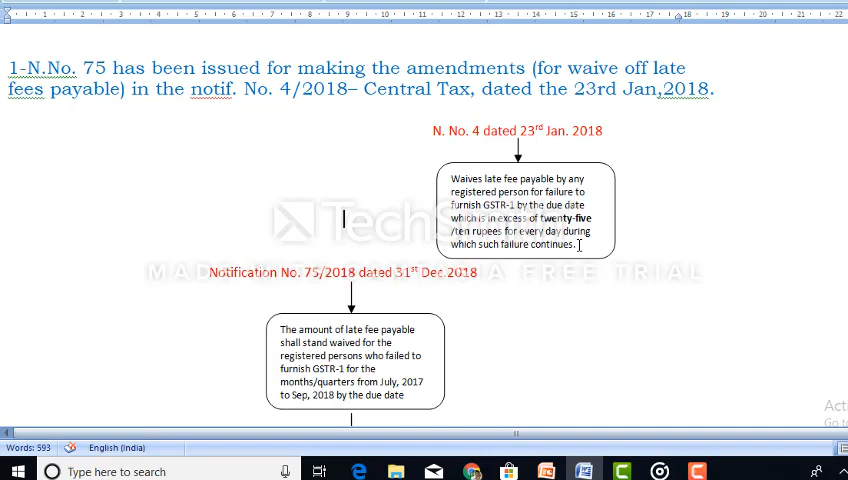 1-N.No. 75 has been issued for making the amendments (for waive off late
fees payable) in the notif. No. 4/2018– Central Tax, dated the 23rd Jan,2018.
N. No. 4 dated 23rd Jan. 2018
Waives late fee payable by any
registered person for failure to
furnish GSTR-1 by the due date
which is in excess of twenty-five
/ten rupees for every day during
which such failure continues.
Notification No. 75/2018 dated 31st Dec.2018
The amount of late fee payable
shall stand waived for the
registered persons who failed to
furnish GSTR-1 for the
months/quarters from July, 2017
to Sep, 2018 by the due date
FREE TRIAL
Words: 593 English (India)
Type here to search